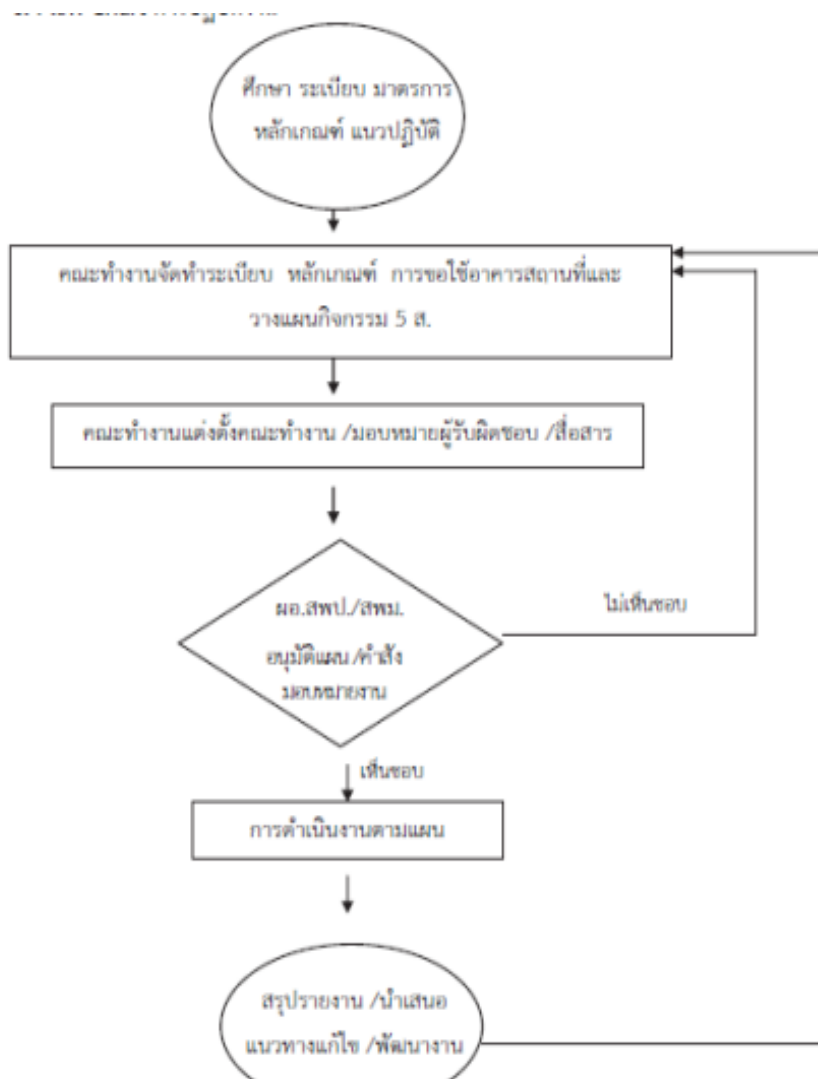 ศึกษา ระเบียบ มาตรการ
หลักเกณฑ์ แนวปฏิบัติ
คณะทำงานจัดทำระเบียบ หลักเกณฑ์ การขอใช้อาคารสถานที่และ
วางแผนกิจกรรม 5 ส.
คณะทำงานแต่งตั้งคณะทำงาน /มอบหมายผู้รับผิดชอบ /สื่อสาร
ผอ.สพป./สพม.
อนุมัติแผน /คำสั่ง
มอบหมายงาน
ไม่เห็นชอบ
เห็นชอบ
การดำเนินงานตามแผน
สรุปรายงาน /นำเสนอ
แนวทางแก้ไข /พัฒนางาน